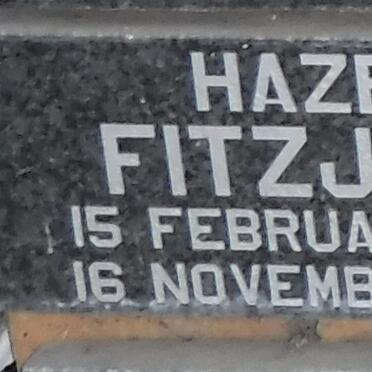 HAZE
FITZJ
15 FEBRUA
16 NOVEMB